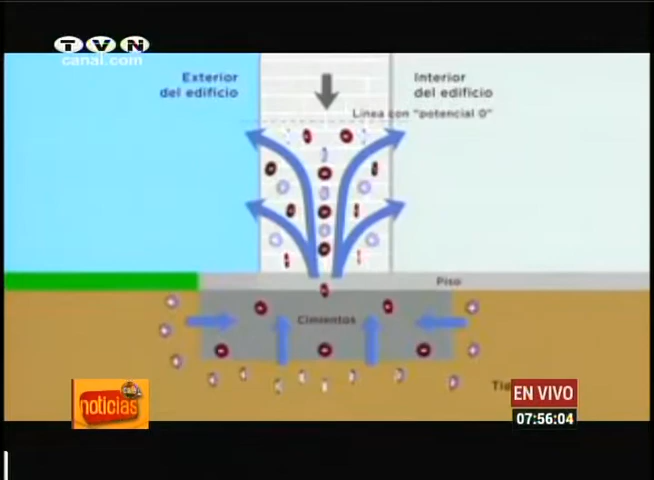 TVN
canal.com
Exterior
del edificio
Interior
del edificio
Línea con "potencial 0"
Piso
Cimientos
noticias
EN VIVO
07:56:04